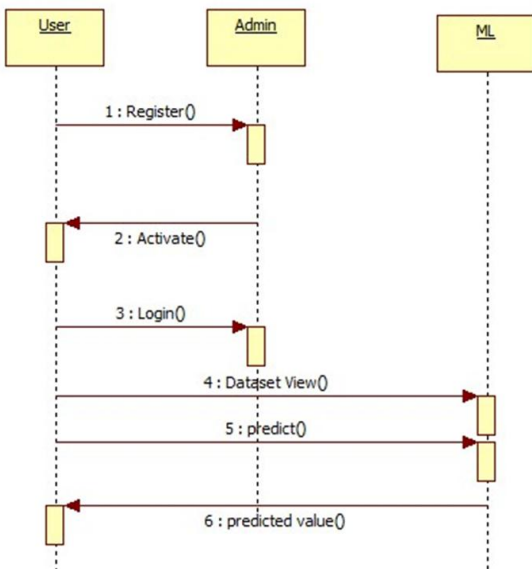 User
Admin
ML
1 : Register()
2 : Activate()
3 : Login()
4 : Dataset View()
5 : predict()
6 : predicted value()